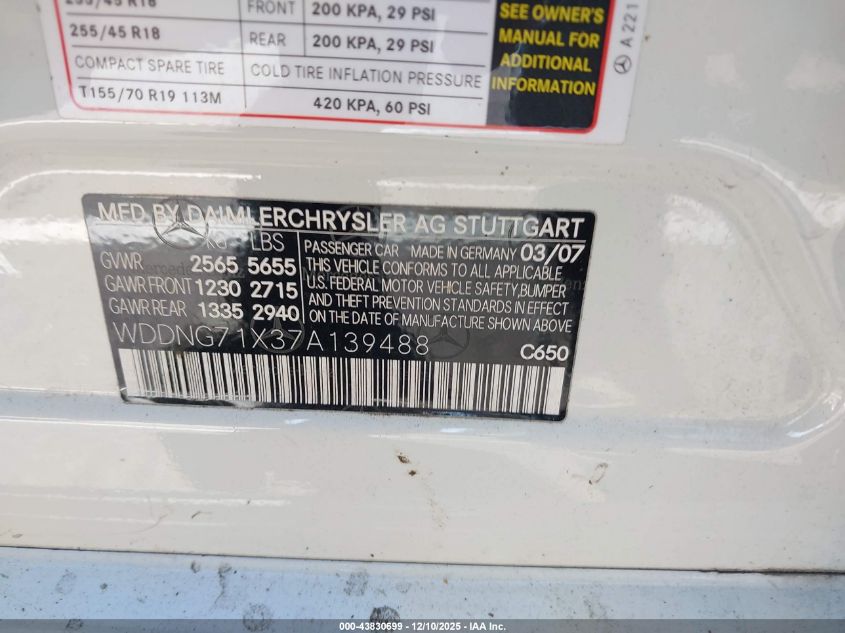 255/45 R18 FRONT 200 KPA, 29 PSI
255/45 R18 REAR 200 KPA, 29 PSI
COMPACT SPARE TIRE COLD TIRE INFLATION PRESSURE
T155/70 R19 113M 420 KPA, 60 PSI
SEE OWNER'S
MANUAL FOR
ADDITIONAL
INFORMATION
A 221
MFD BY DAIMLERCHRYSLER AG STUTTGART
KG LBS
GVWR 2565 5655
GAWR FRONT 1230 2715
GAWR REAR 1335 2940
PASSENGER CAR MADE IN GERMANY 03/07
THIS VEHICLE CONFORMS TO ALL APPLICABLE
U.S. FEDERAL MOTOR VEHICLE SAFETY,BUMPER
AND THEFT PREVENTION STANDARDS IN EFFECT
ON THE DATE OF MANUFACTURE SHOWN ABOVE
WDDNG71X37A139488
C650
000-43830699 - 12/10/2025 - IAA Inc.